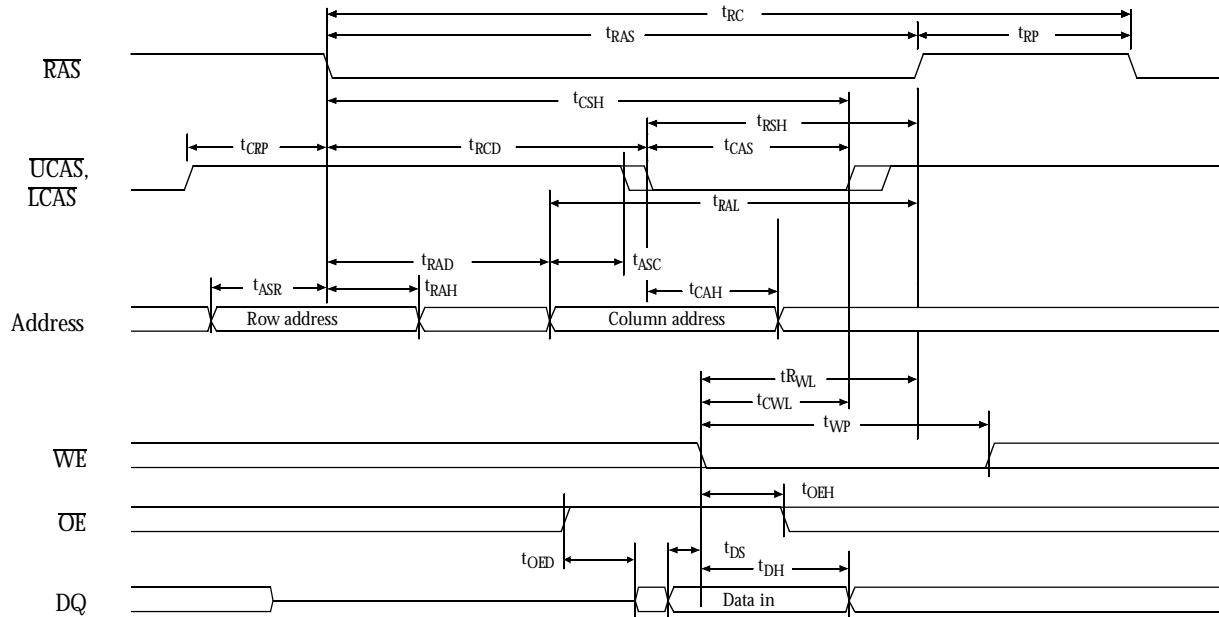 tRC
tRAS tRP
RAS
tCSH
tRSH
tCRP tRCD tCAS
UCAS,
LCAS
tRAL
tRAD tASC
tASR tRAH tCAH
Address Row address Column address
tRWL
tCWL
tWP
WE
tOEH
OE
tOED tDS
tDH
DQ Data in